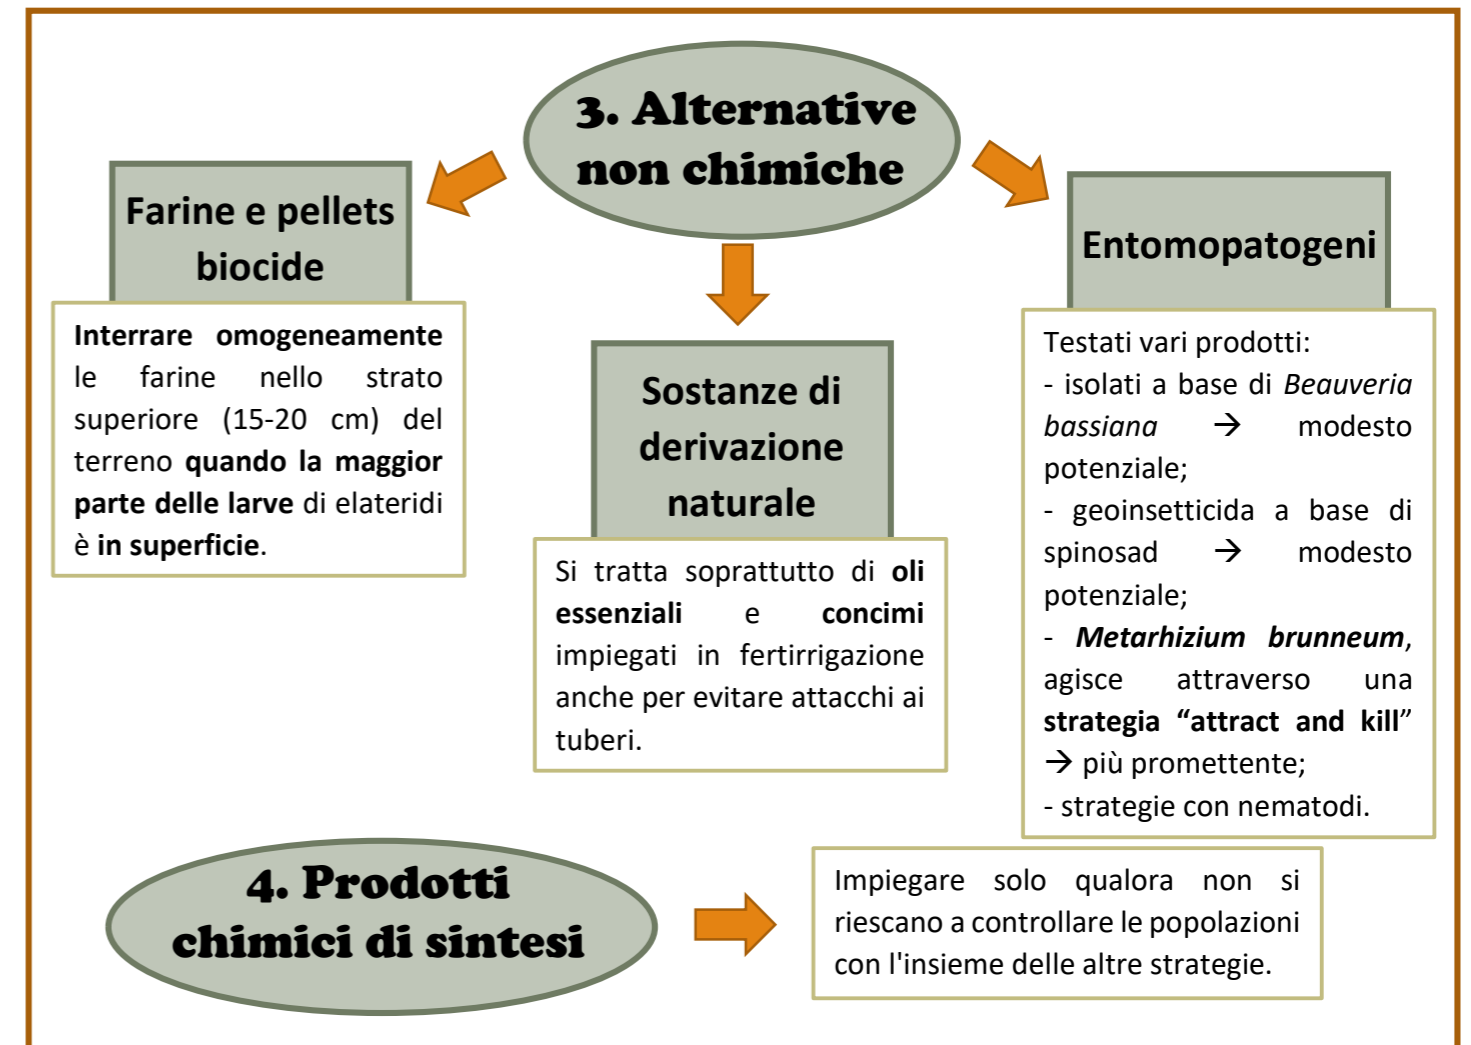 3. Alternative
non chimiche
Farine e pellets
biocide
Interrare omogeneamente
le farine nello strato
superiore (15-20 cm) del
terreno quando la maggior
parte delle larve di elateridi
è in superficie.
Sostanze di
derivazione
naturale
Si tratta soprattutto di oli
essenziali e concimi
impiegati in fertirrigazione
anche per evitare attacchi ai
tuberi.
Entomopatogeni
Testati vari prodotti:
- isolati a base di Beauveria
bassiana → modesto
potenziale;
- geoinsetticida a base di
spinosad → modesto
potenziale;
- Metarhizium brunneum,
agisce attraverso una
strategia “attract and kill”
→ più promettente;
- strategie con nematodi.
4. Prodotti
chimici di sintesi
Impiegare solo qualora non si
riescano a controllare le popolazioni
con l'insieme delle altre strategie.